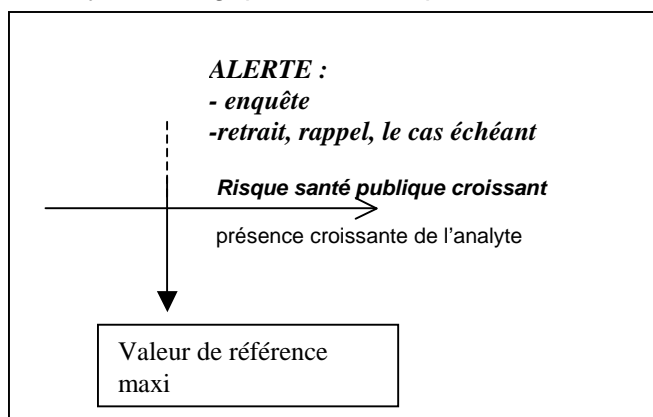 ALERTE :
- enquête
-retrait, rappel, le cas échéant
Risque santé publique croissant
présence croissante de l'analyte
Valeur de référence
maxi